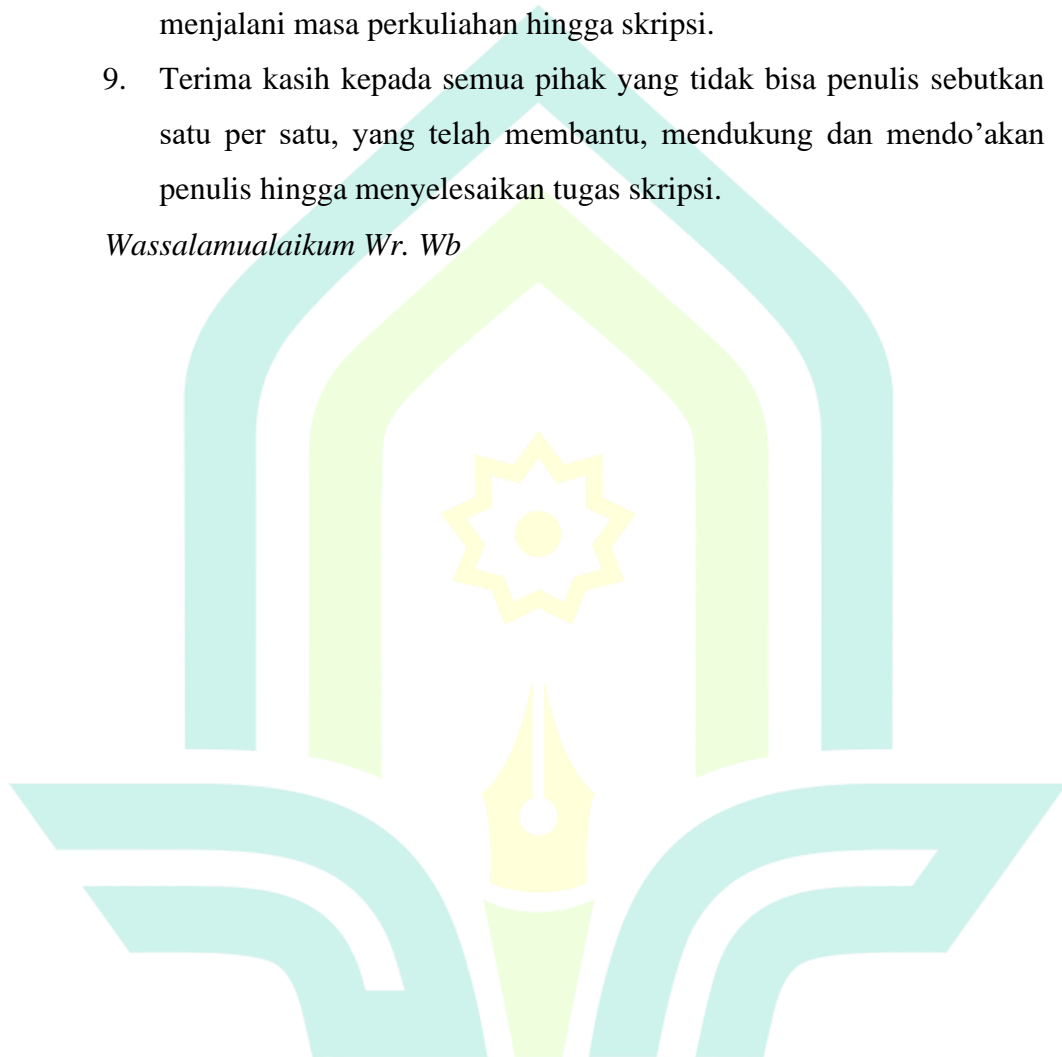 menjalani masa perkuliahan hingga skripsi.
9. Terima kasih kepada semua pihak yang tidak bisa penulis sebutkan
satu per satu, yang telah membantu, mendukung dan mendo’akan
penulis hingga menyelesaikan tugas skripsi.
Wassalamualaikum Wr. Wb